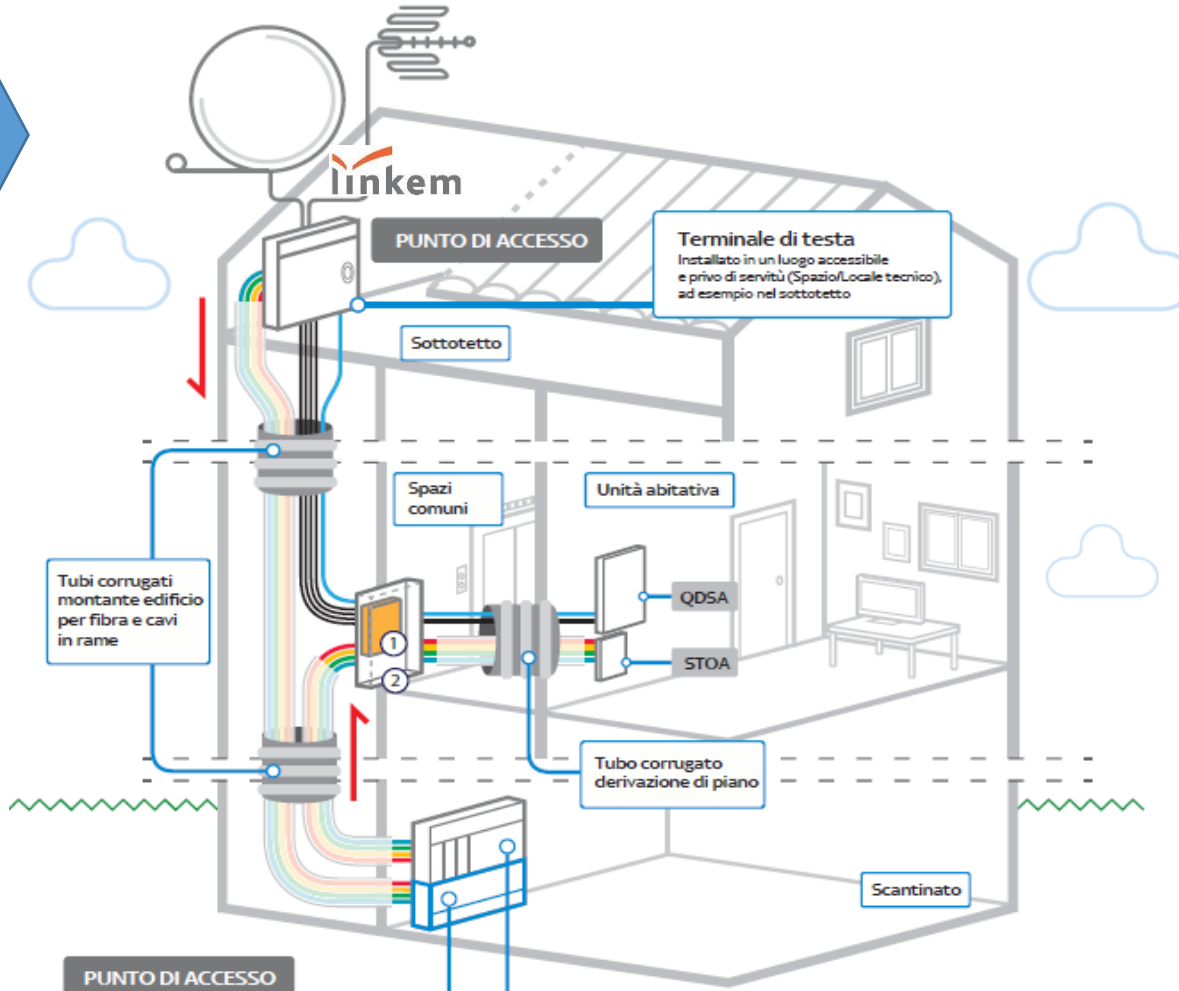 linkem
PUNTO DI ACCESSO
Terminale di testa
Installato in un luogo accessibile
e privo di servitù (Spazio/Locale tecnico),
ad esempio nel sottotetto
Sottotetto
Spazi
comuni
Unità abitativa
Tubi corrugati
montante edificio
per fibra e cavi
in rame
QDSA
1
STOA
2
Tubo corrugato
derivazione di piano
Scantinato
PUNTO DI ACCESSO